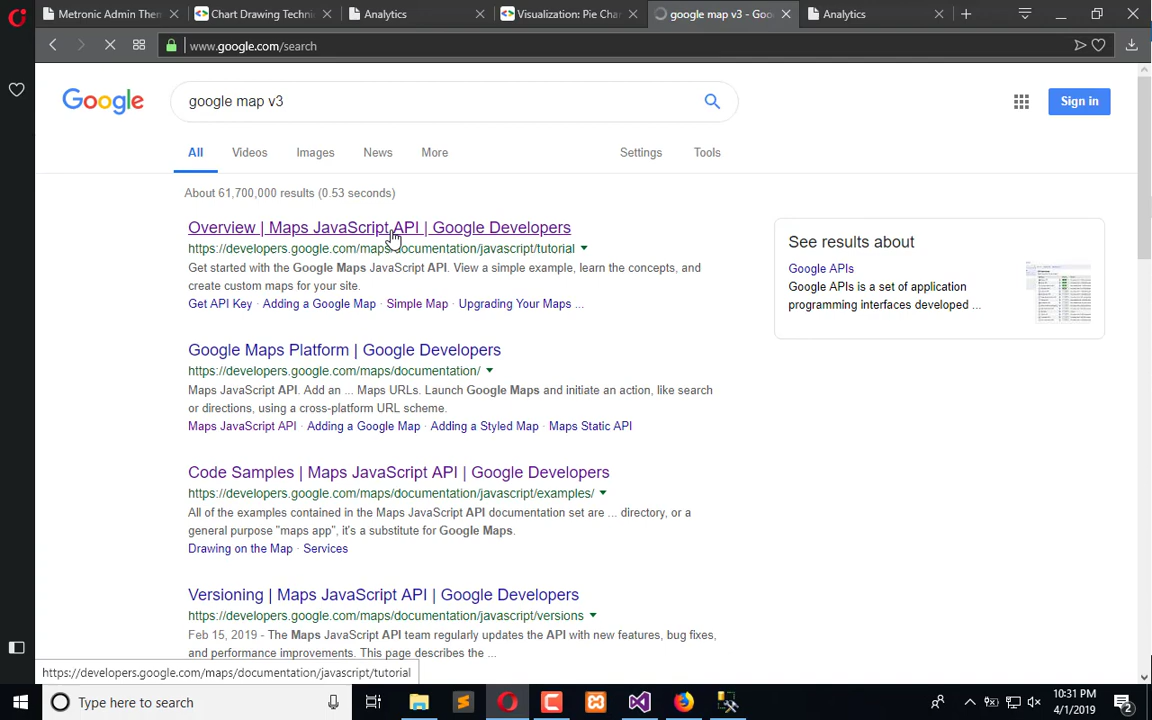 Metronic Admin Then
Chart Drawing Techni
Analytics
Visualization: Pie Char
google map v3 - Goo
Analytics
www.google.com/search
Google
google map v3
Sign in
All
Videos
Images
News
More
Settings
Tools
About 61,700,000 results (0.53 seconds)
Overview | Maps JavaScript API | Google Developers
https://developers.google.com/maps/documentation/javascript/tutorial
Get started with the Google Maps JavaScript API. View a simple example, learn the concepts, and
create custom maps for your site.
Get API Key · Adding a Google Map · Simple Map · Upgrading Your Maps ...
Google Maps Platform | Google Developers
https://developers.google.com/maps/documentation/
Maps JavaScript API. Add an ... Maps URLs. Launch Google Maps and initiate an action, like search
or directions, using a cross-platform URL scheme.
Maps JavaScript API · Adding a Google Map · Adding a Styled Map · Maps Static API
Code Samples | Maps JavaScript API | Google Developers
https://developers.google.com/maps/documentation/javascript/examples/
All of the examples contained in the Maps JavaScript API documentation set are ... directory, or a
general purpose "maps app", it's a substitute for Google Maps.
Drawing on the Map · Services
Versioning | Maps JavaScript API | Google Developers
https://developers.google.com/maps/documentation/javascript/versions
Feb 15, 2019 - The Maps JavaScript API team regularly updates the API with new features, bug fixes,
and performance improvements. This page describes the ...
See results about
Google APIs
Google APIs is a set of application
programming interfaces developed ...
https://developers.google.com/maps/documentation/javascript/tutorial
Type here to search
10:31 PM
4/1/2019
2